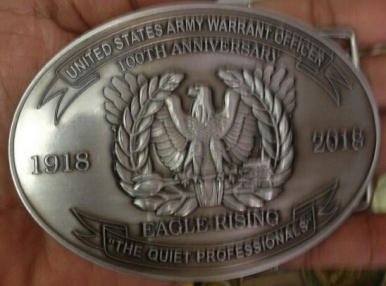 UNITED STATES ARMY WARRANT OFFICER
100TH ANNIVERSARY
1918
2018
EAGLE RISING
"THE QUIET PROFESSIONALS"